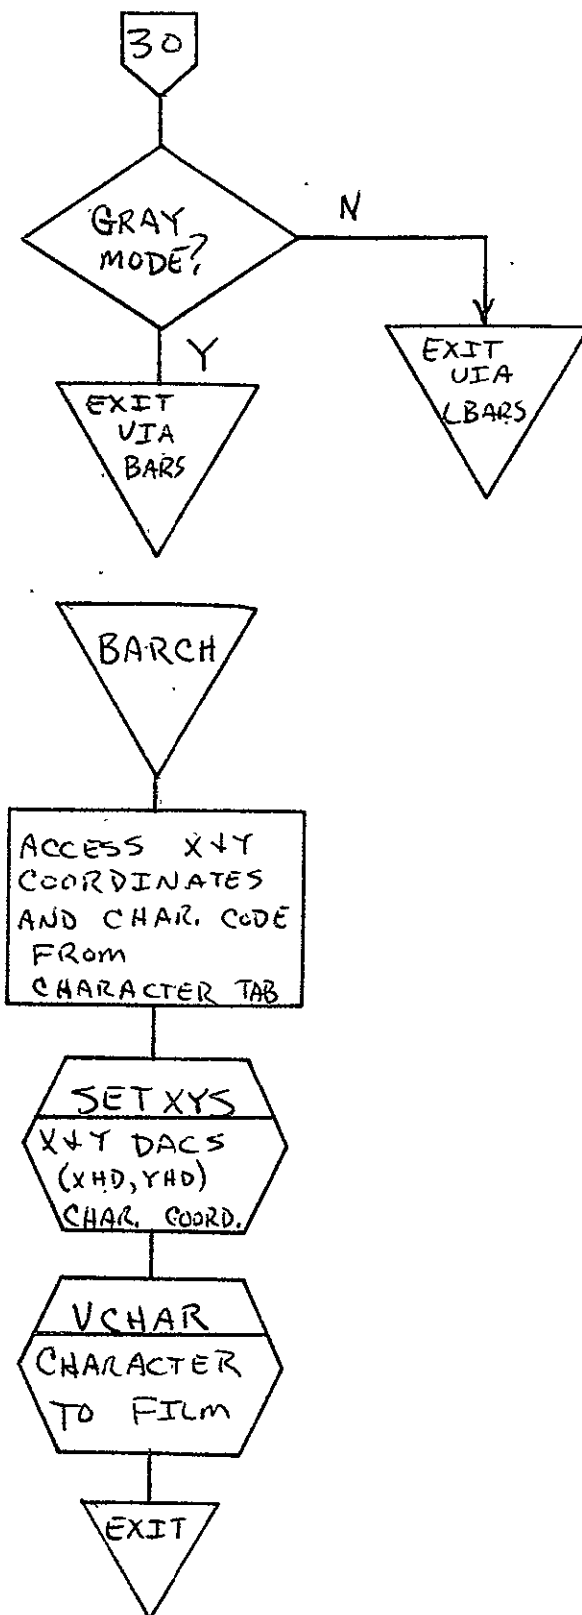 30
GRAY
MODE?
N
Y
EXIT
VIA
BARS
EXIT
VIA
LBARS
BARCH
ACCESS X+Y
COORDINATES
AND CHAR. CODE
FROM
CHARACTER TAB
SETXYS
X+Y DACS
(XHD, YHD)
CHAR. COORD.
VCHAR
CHARACTER
TO FILM
EXIT